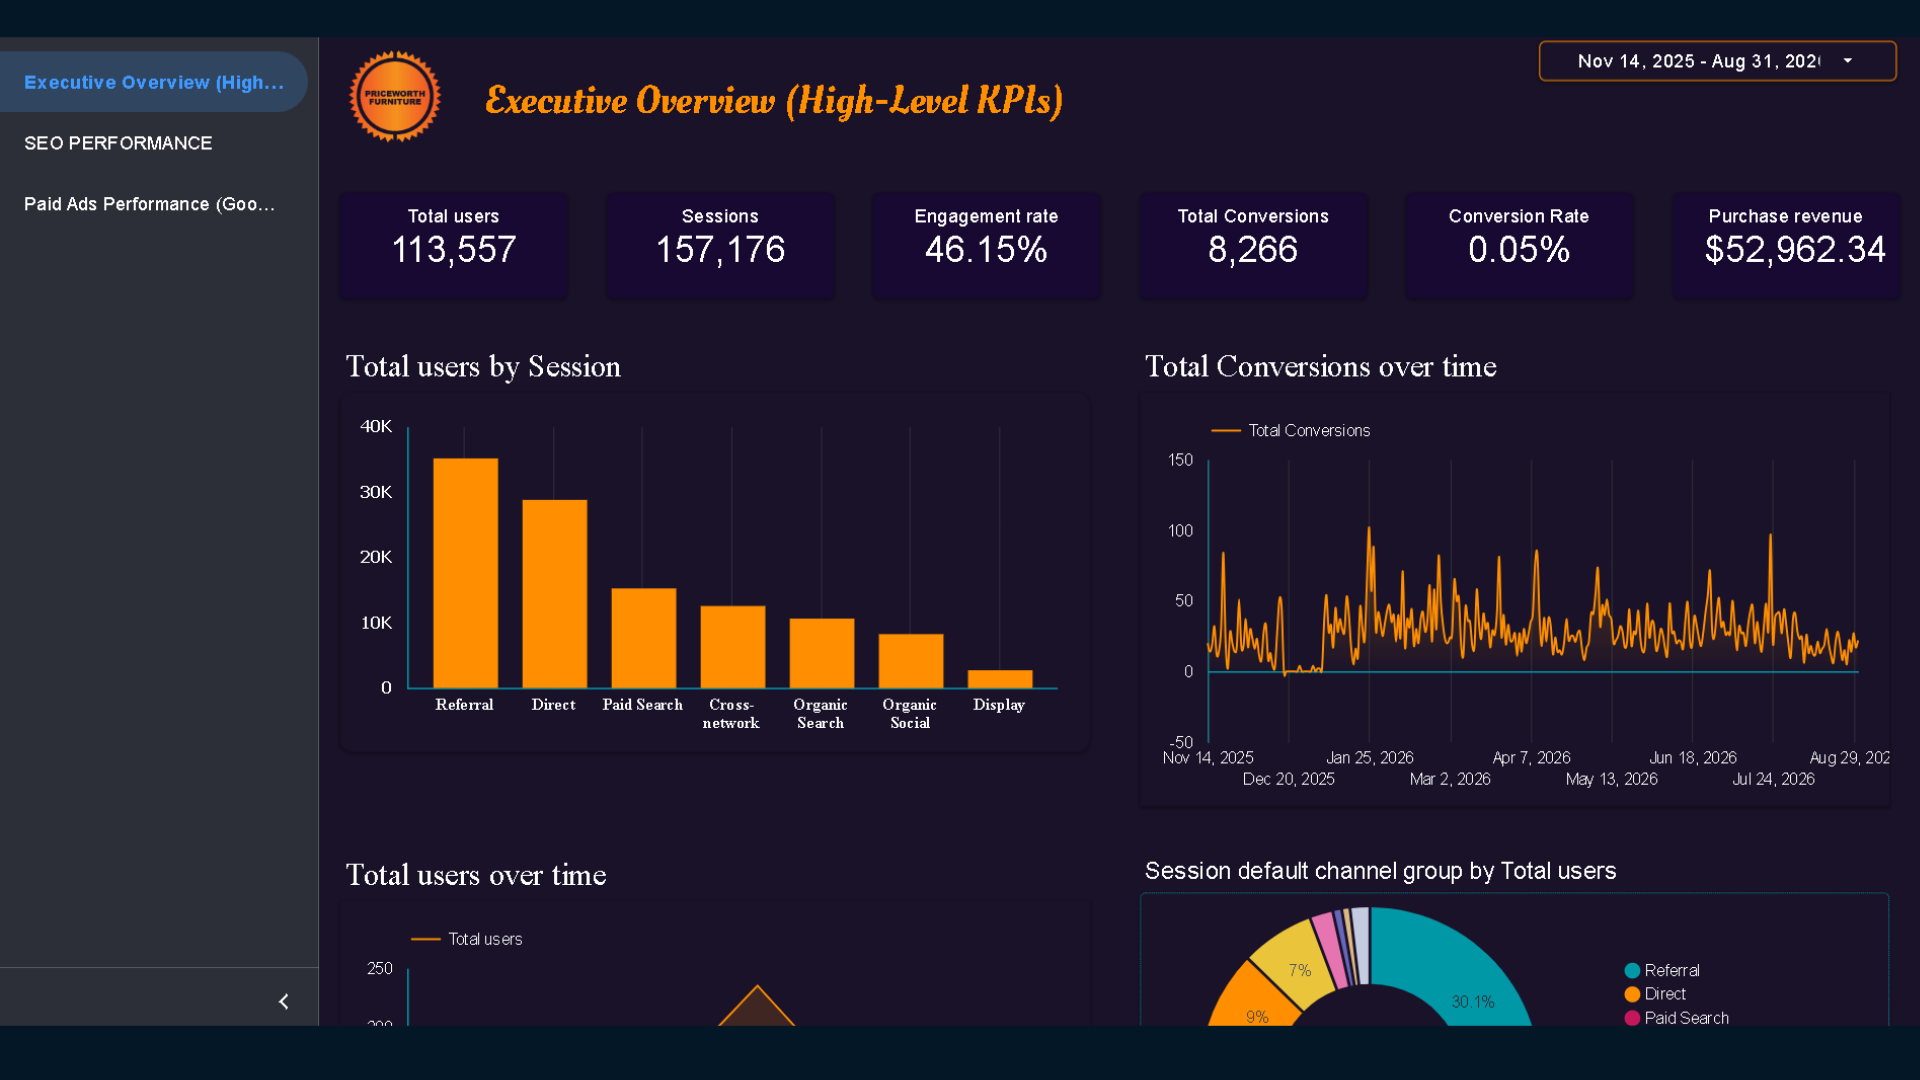 Executive Overview (High...
SEO PERFORMANCE
Paid Ads Performance (Goo...
PRICEWORTH
FURNITURE
Executive Overview (High-Level KPIs)
Nov 14, 2025 - Aug 31, 202
Total users
113,557
Sessions
157,176
Engagement rate
46.15%
Total Conversions
8,266
Conversion Rate
0.05%
Purchase revenue
$52,962.34
Total users by Session
40K
30K
20K
10K
0
Referral
Direct
Paid Search
Cross-
network
Organic
Search
Organic
Social
Display
Total Conversions over time
Total Conversions
150
100
50
0
-50
Nov 14, 2025
Dec 20, 2025
Jan 25, 2026
Mar 2, 2026
Apr 7, 2026
May 13, 2026
Jun 18, 2026
Jul 24, 2026
Aug 29, 202
Total users over time
Total users
250
200
Session default channel group by Total users
7%
9%
30.1%
Referral
Direct
Paid Search